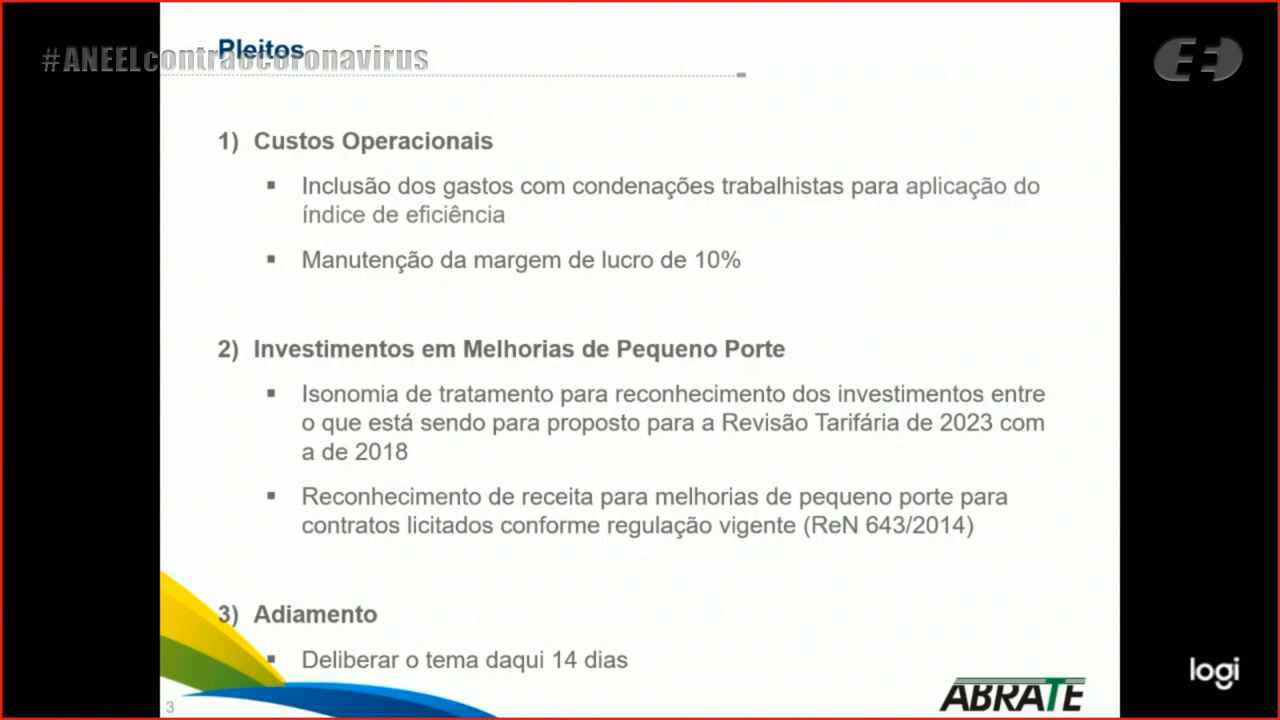 Pleitos
#ANEELcontraocoronavirus
1) Custos Operacionais
▪ Inclusão dos gastos com condenações trabalhistas para aplicação do
índice de eficiência
▪ Manutenção da margem de lucro de 10%
2) Investimentos em Melhorias de Pequeno Porte
▪ Isonomia de tratamento para reconhecimento dos investimentos entre
o que está sendo para proposto para a Revisão Tarifária de 2023 com
a de 2018
▪ Reconhecimento de receita para melhorias de pequeno porte para
contratos licitados conforme regulação vigente (ReN 643/2014)
3) Adiamento
▪ Deliberar o tema daqui 14 dias
3
ABRATE
logi